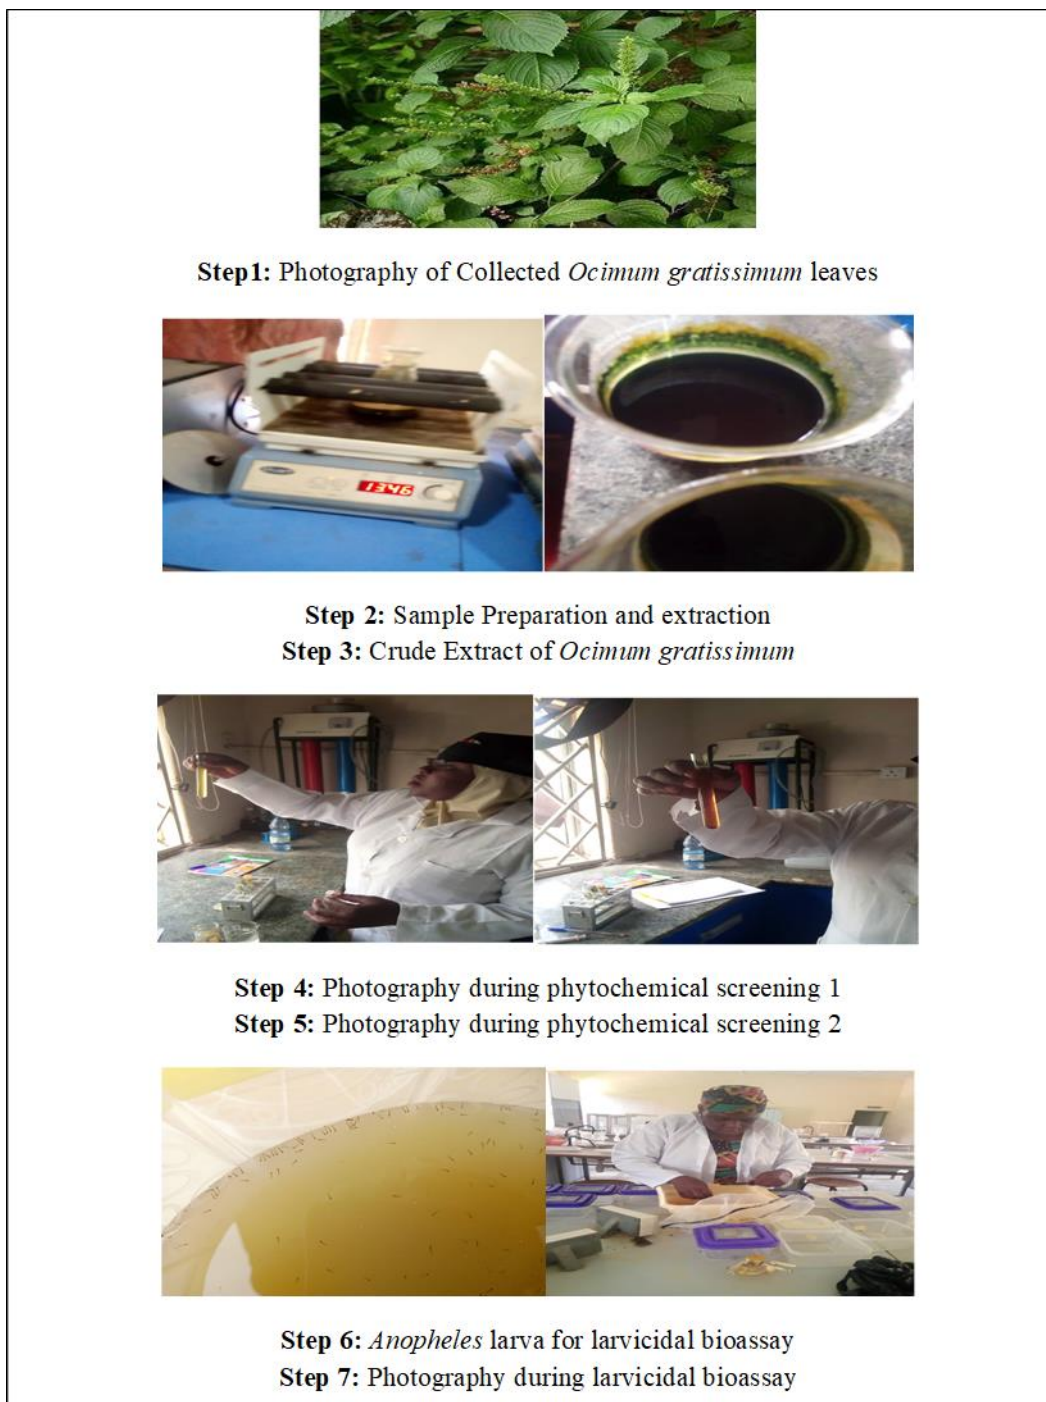 Step1: Photography of Collected Ocimum gratissimum leaves
1346
Step 2: Sample Preparation and extraction
Step 3: Crude Extract of Ocimum gratissimum
Step 4: Photography during phytochemical screening 1
Step 5: Photography during phytochemical screening 2
Step 6: Anopheles larva for larvicidal bioassay
Step 7: Photography during larvicidal bioassay